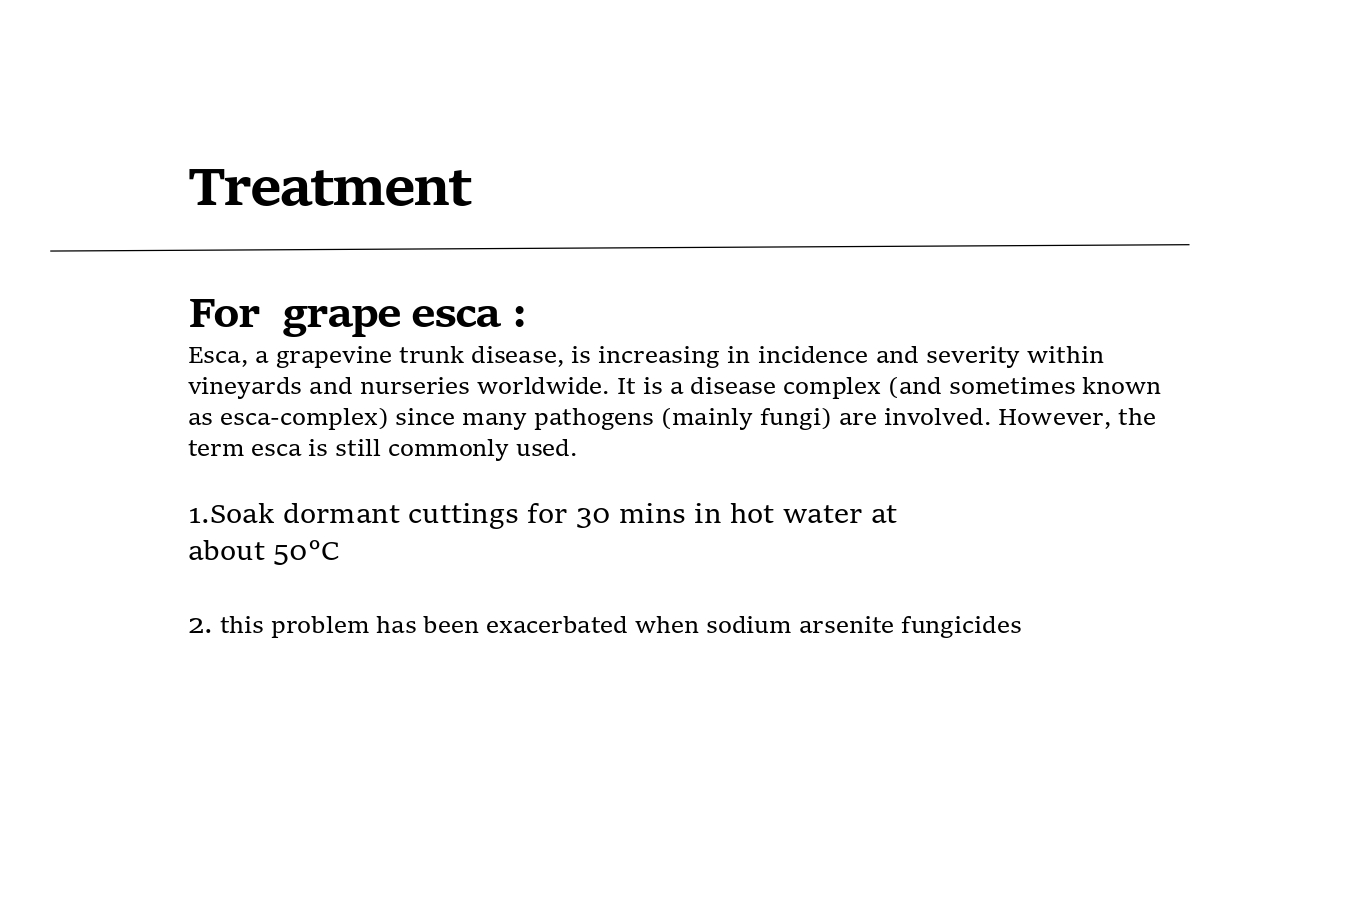 Treatment
For grape esca :
Esca, a grapevine trunk disease, is increasing in incidence and severity within
vineyards and nurseries worldwide. It is a disease complex (and sometimes known
as esca-complex) since many pathogens (mainly fungi) are involved. However, the
term esca is still commonly used.
1.Soak dormant cuttings for 30 mins in hot water at
about 50°C
2. this problem has been exacerbated when sodium arsenite fungicides